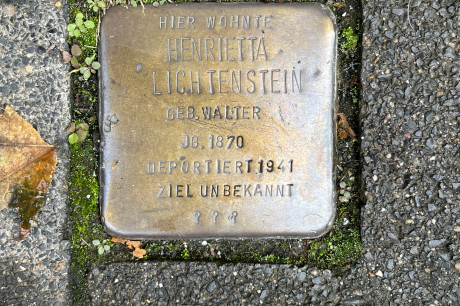 HIER WOHNTE
HENRIETTA
LICHTENSTEIN
GEB. WALTER
JG. 1870
DEPORTIERT 1941
ZIEL UNBEKANNT
? ? ?